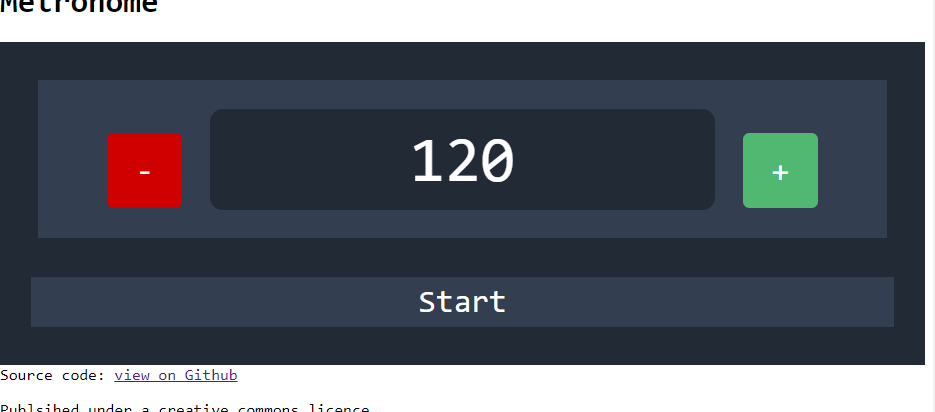 Metronome
-
120
+
Start
Source code: view on Github
Publsihed under a creative commons licence